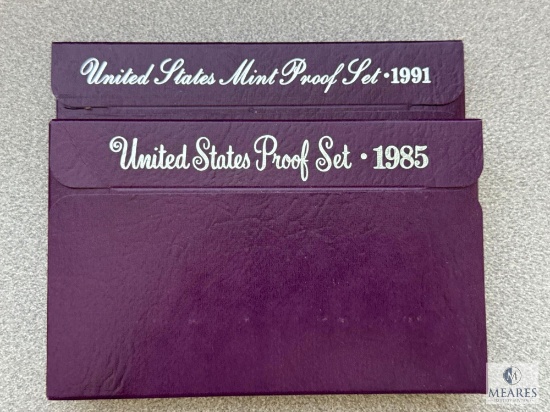 United States Mint Proof Set • 1991
United States Proof Set • 1985
M
MEARES